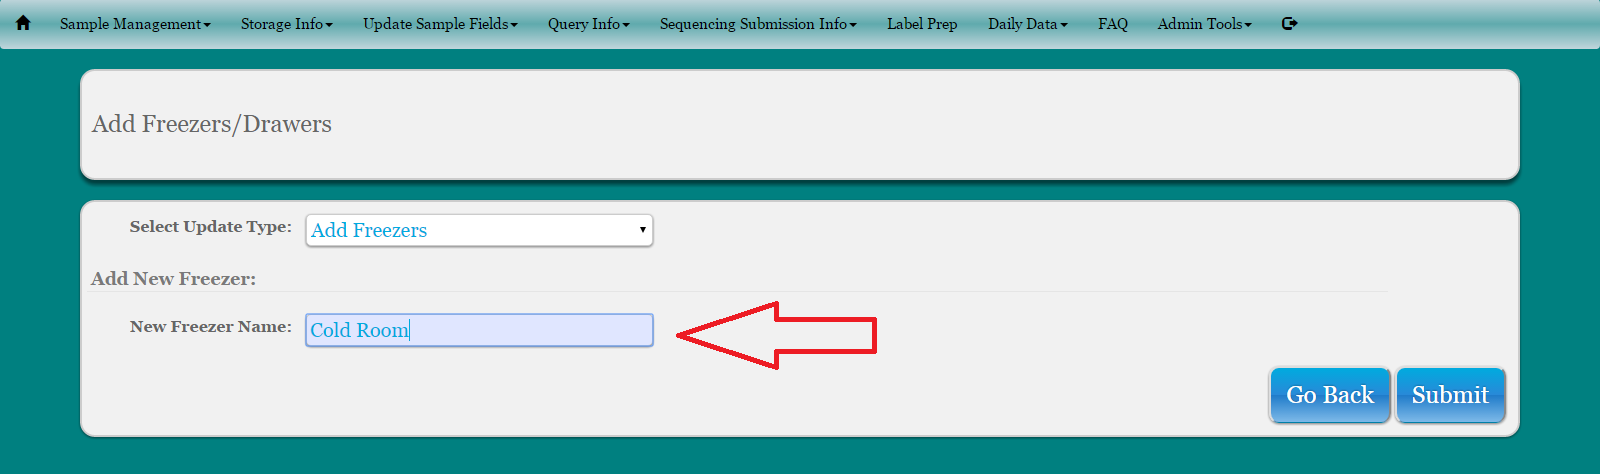 Sample Management Storage Info Update Sample Fields Query Info Sequencing Submission Info Label Prep Daily Data FAQ Admin Tools
Add Freezers/Drawers
Select Update Type: Add Freezers
Add New Freezer:
New Freezer Name: Cold Room
Go Back Submit